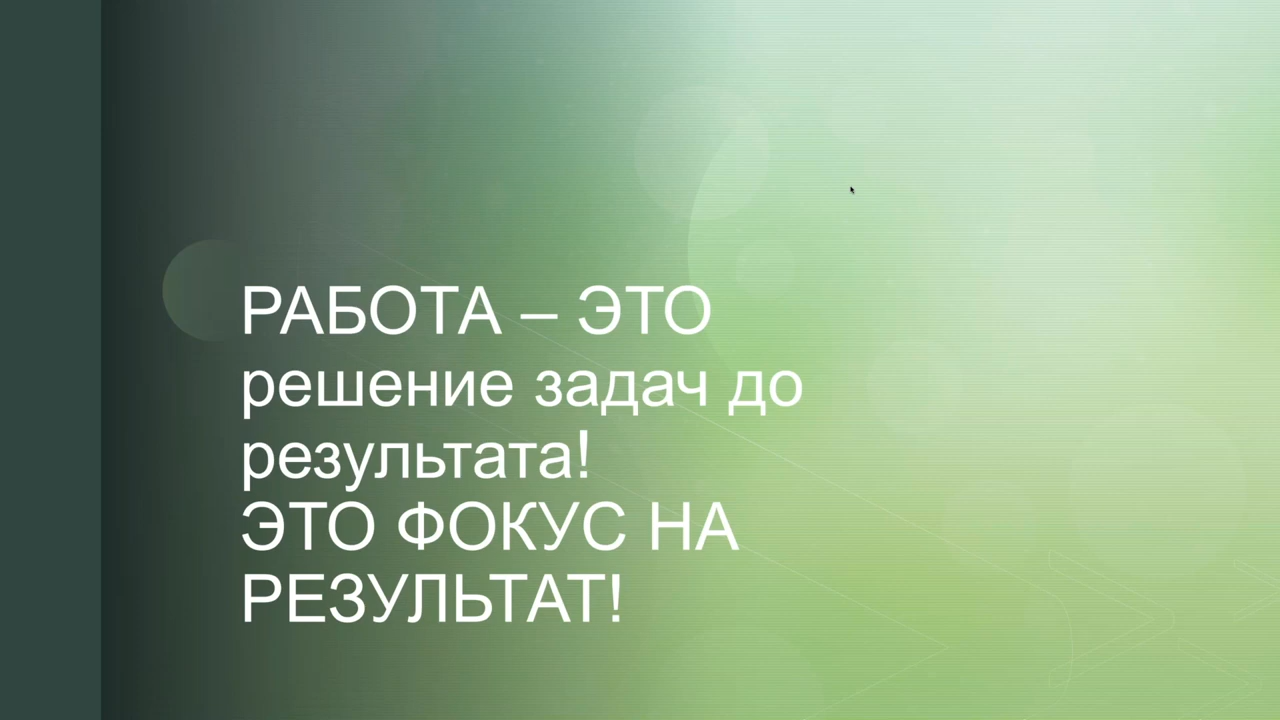 РАБОТА – ЭТО
решение задач до
результата!
ЭТО ФОКУС НА
РЕЗУЛЬТАТ!